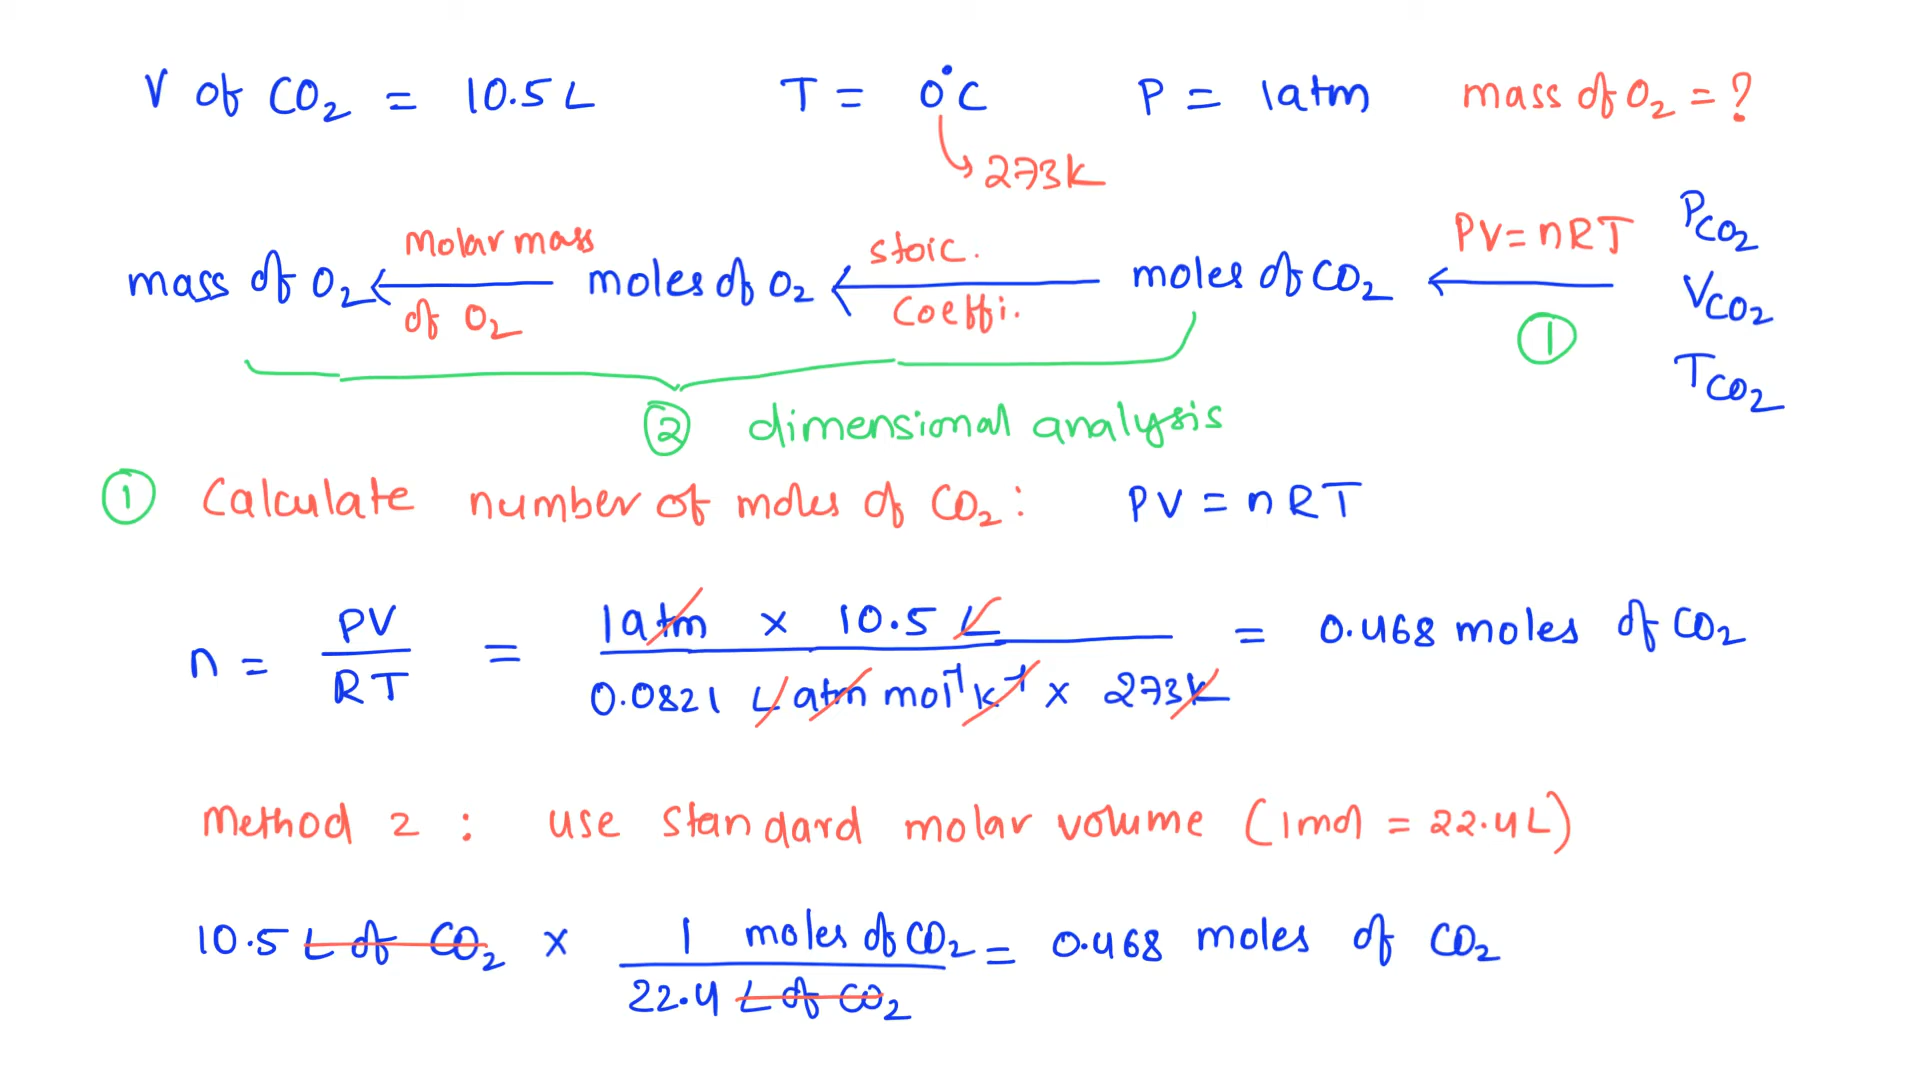 V of CO₂ = 10.5 L T = 0°C P = 1atm mass of O₂ = ?
→ 273K
mass of O₂ ← Molar mass of O₂ moles of O₂ ← stoic. Coeffi. moles of CO₂ ← PV = nRT ① P CO₂ V CO₂ T CO₂
② dimensional analysis
① Calculate number of moles of CO₂ : PV = nRT
n = PV / RT = 1atm × 10.5 L / 0.0821 L atm mol⁻¹ K⁻¹ × 273K = 0.468 moles of CO₂
Method 2 : use standard molar volume (1mol = 22.4L)
10.5 L of CO₂ × 1 moles of CO₂ / 22.4 L of CO₂ = 0.468 moles of CO₂